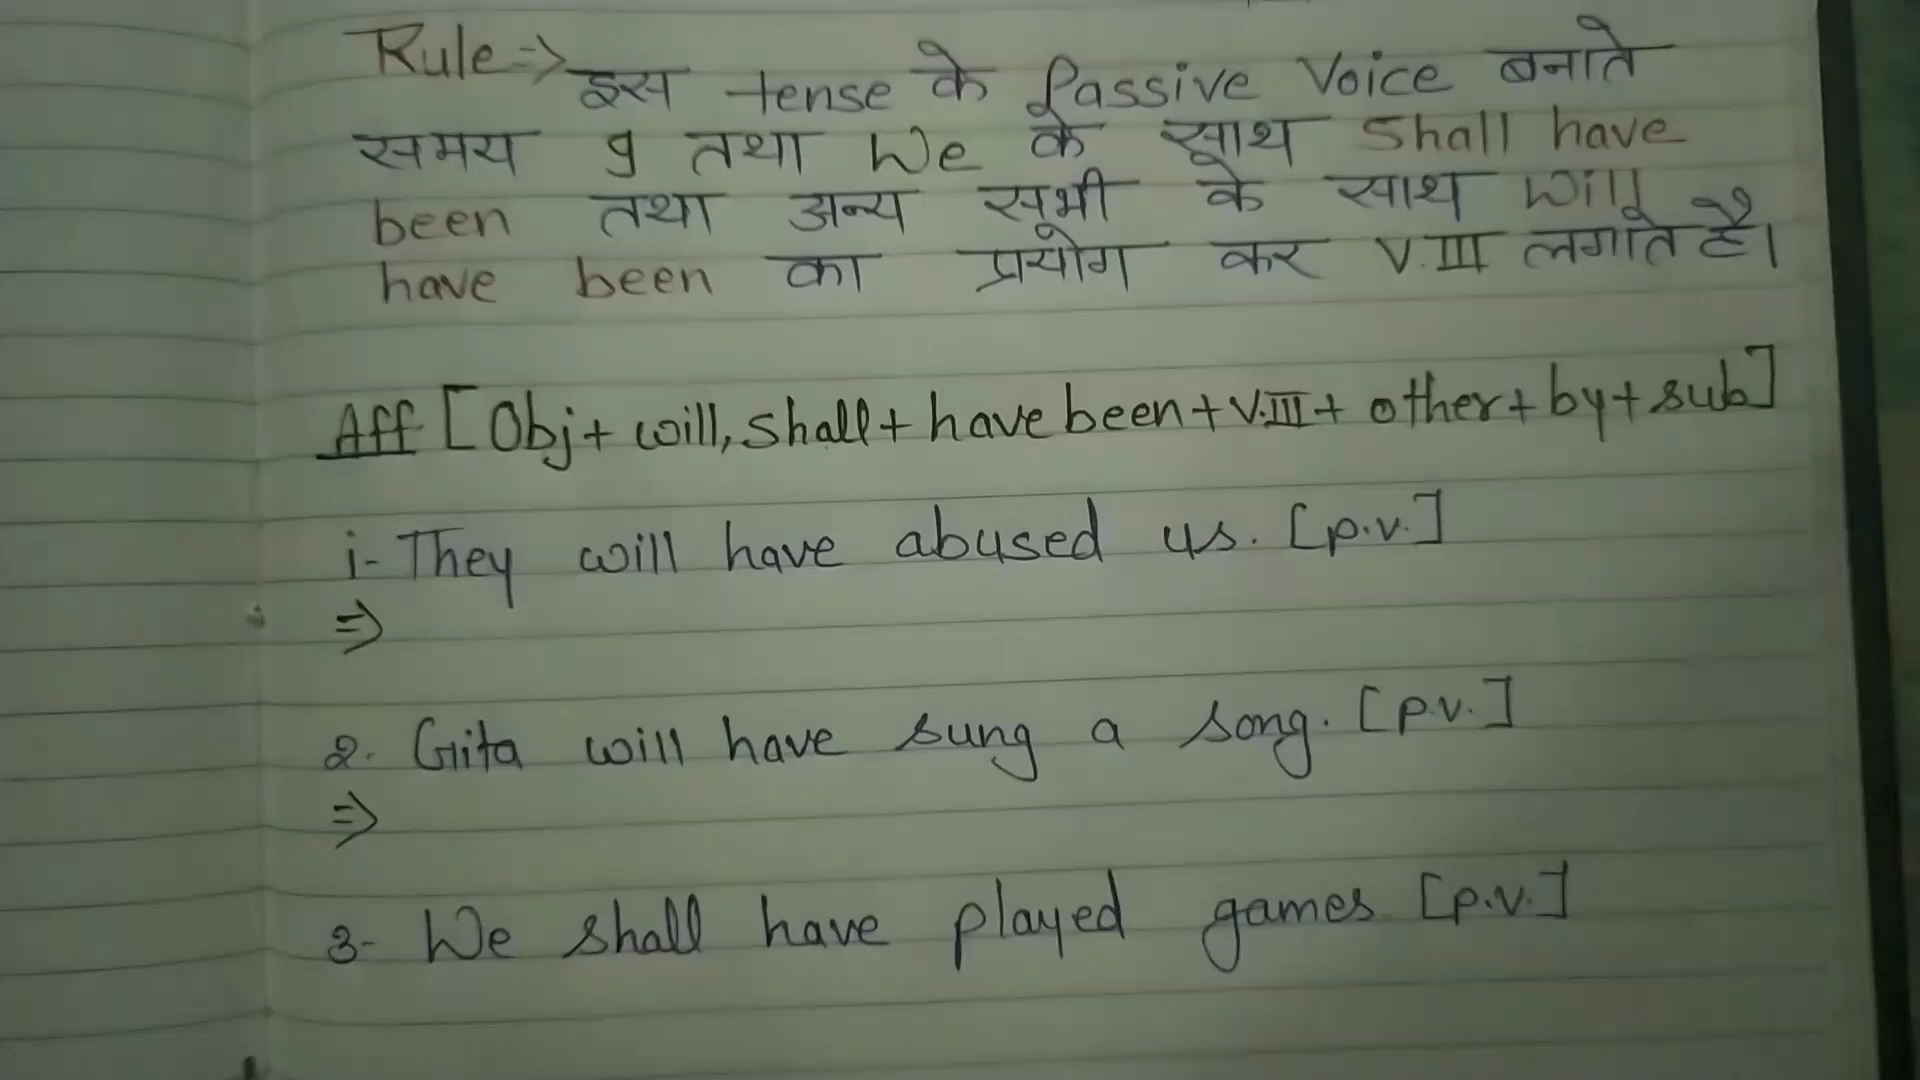 Rule => इस tense के Passive Voice बनाते
समय I तथा We के साथ Shall have
been तथा अन्य सभी के साथ will
have been का प्रयोग कर V.III लगाते है।
Aff [Obj + will, shall + have been + V.III + other + by + sub]
i- They will have abused us. [p.v.]
=>
2. Gita will have sung a song. [p.v.]
=>
3- We shall have played games [p.v.]